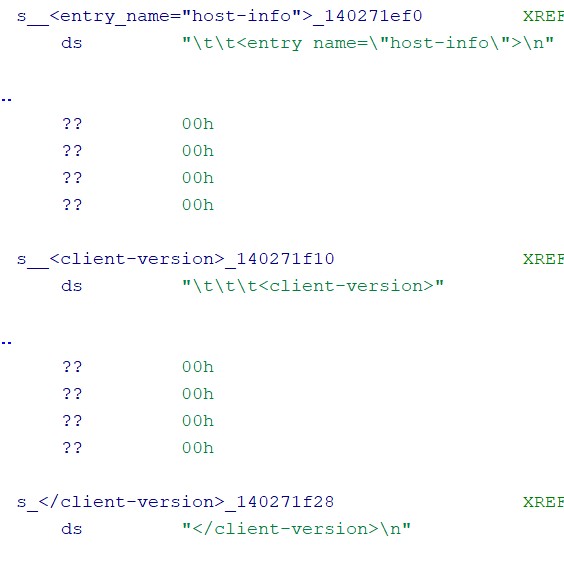 s__<entry_name="host-info">_140271ef0 XREF
ds "\t\t<entry name=\"host-info\">\n"
..
?? 00h
?? 00h
?? 00h
?? 00h
s__<client-version>_140271f10 XREF
ds "\t\t\t<client-version>"
..
?? 00h
?? 00h
?? 00h
?? 00h
s_</client-version>_140271f28 XREF
ds "</client-version>\n"